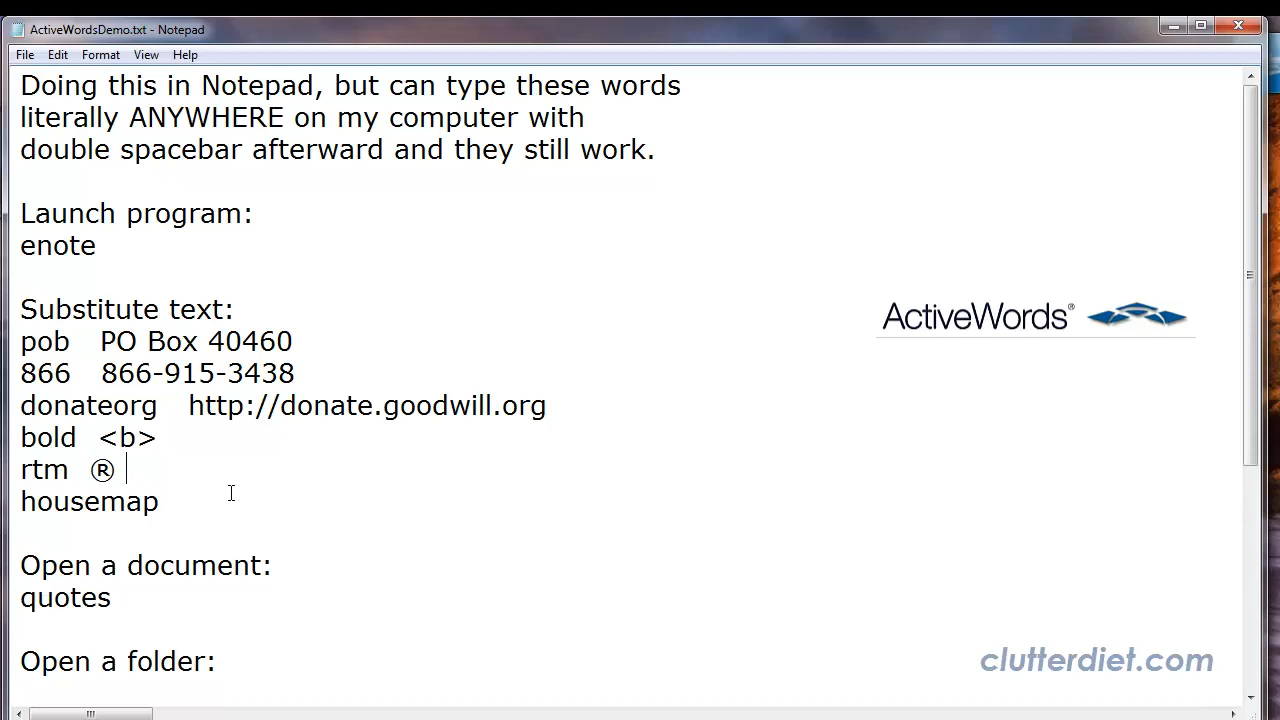 ActiveWordsDemo.txt - Notepad
File Edit Format View Help
Doing this in Notepad, but can type these words
literally ANYWHERE on my computer with
double spacebar afterward and they still work.
Launch program:
enote
Substitute text:
pob PO Box 40460
866 866-915-3438
donateorg http://donate.goodwill.org
bold <b>
rtm ®
housemap
Open a document:
quotes
Open a folder:
ActiveWords®
clutterdiet.com